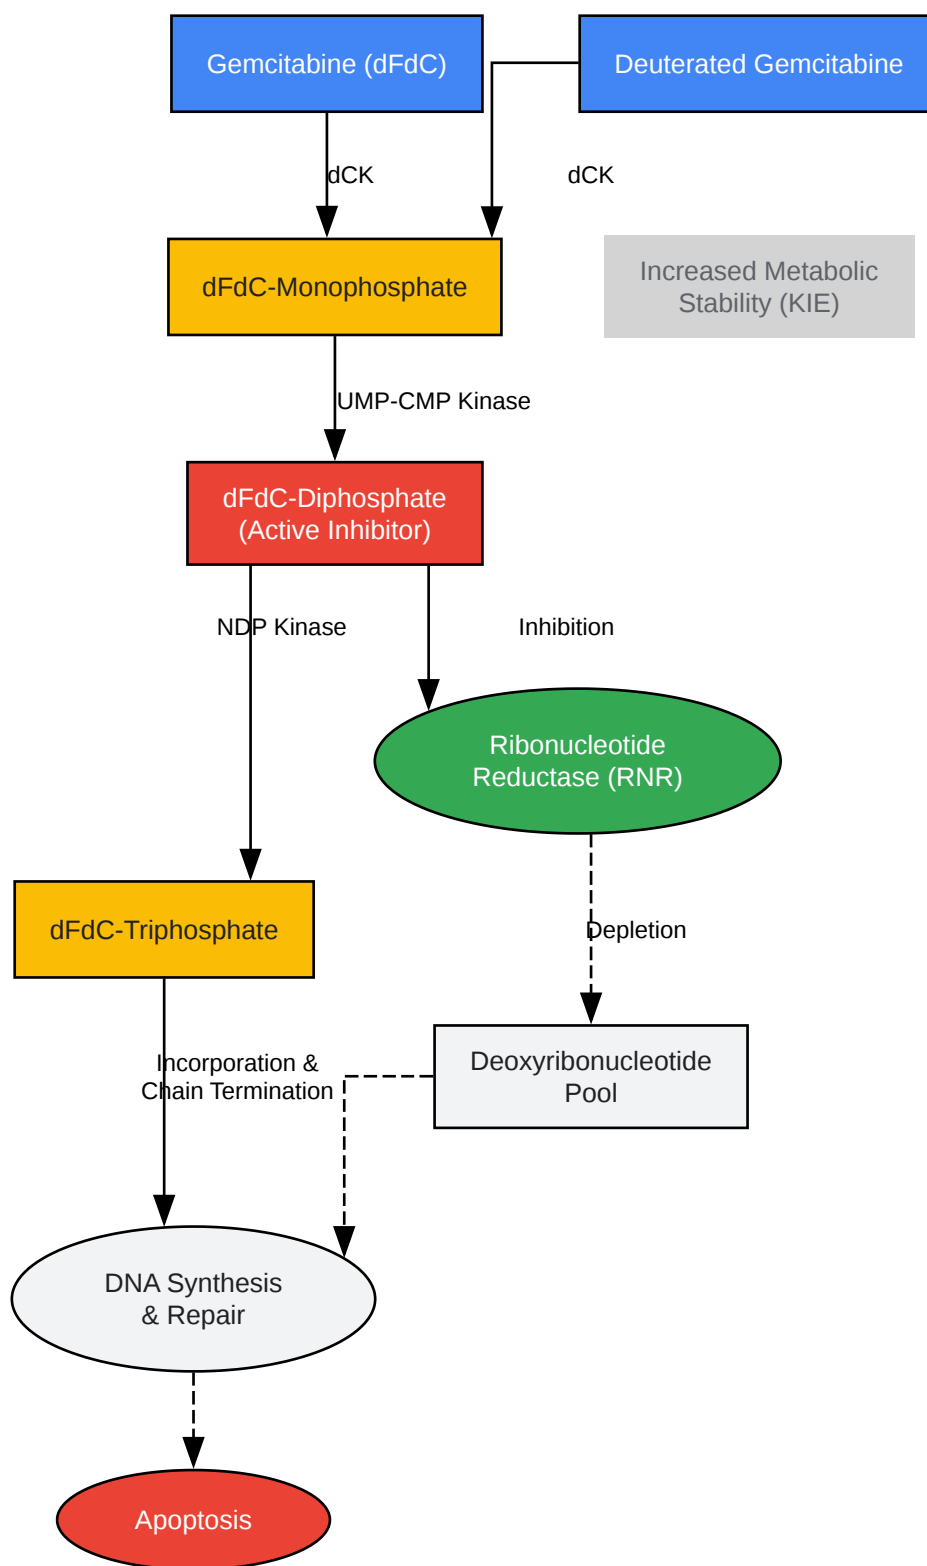 Gemcitabine (dFdC)
Deuterated Gemcitabine
dCK
dCK
dFdC-Monophosphate
Increased Metabolic
Stability (KIE)
UMP-CMP Kinase
dFdC-Diphosphate
(Active Inhibitor)
NDP Kinase
Inhibition
Ribonucleotide
Reductase (RNR)
dFdC-Triphosphate
Depletion
Incorporation &
Chain Termination
Deoxyribonucleotide
Pool
DNA Synthesis
& Repair
Apoptosis